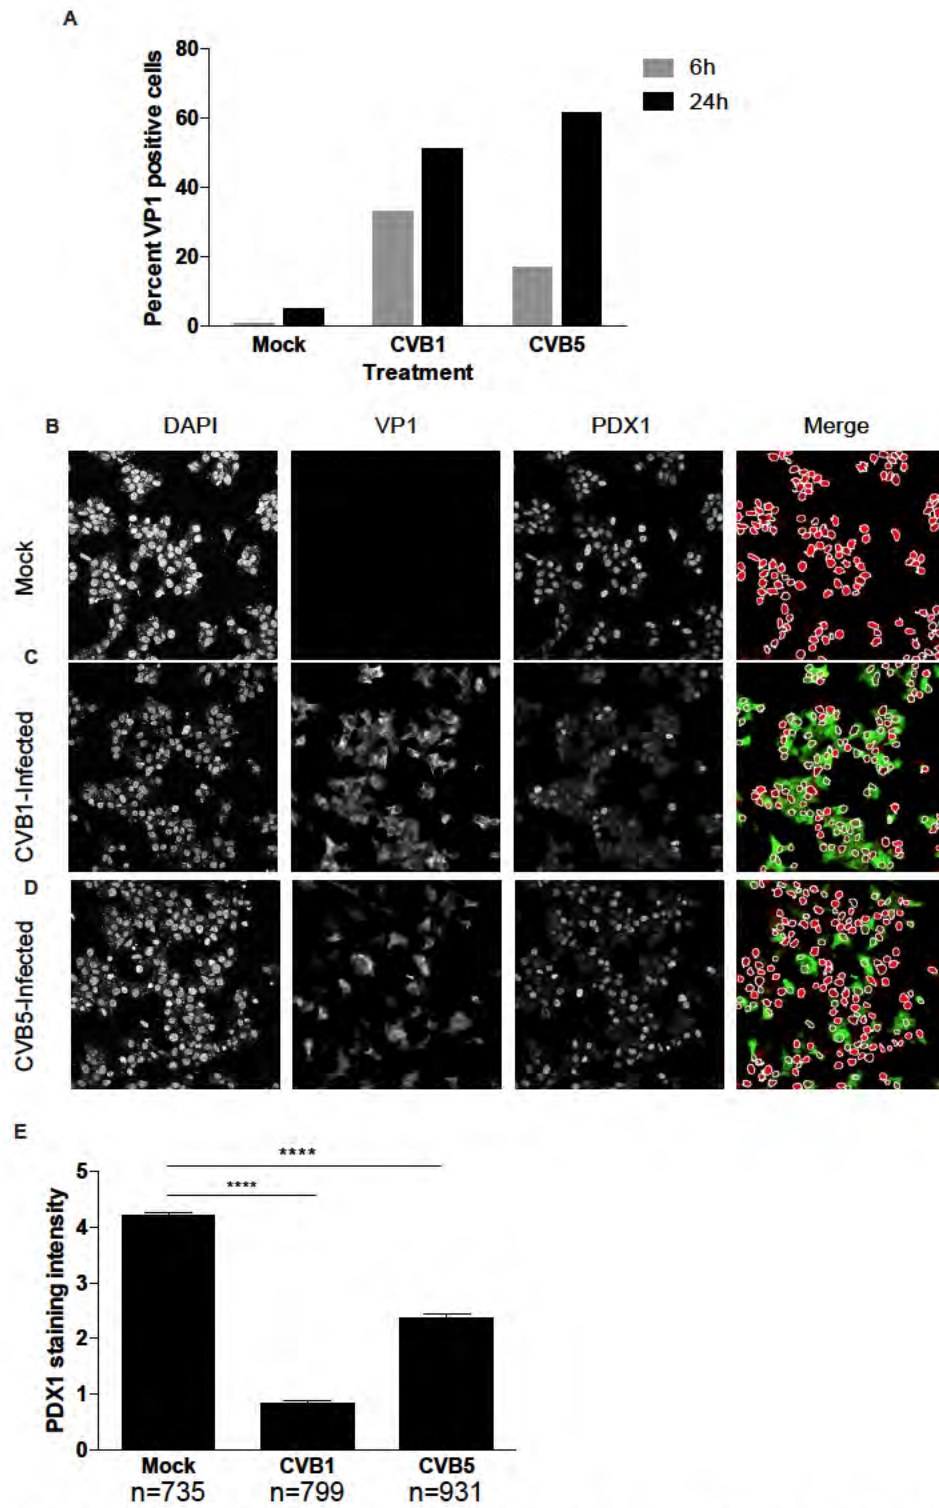 A
80
60
40
20
0
Percent VP1 positive cells
6h
24h
Mock CVB1 CVB5
Treatment
B DAPI VP1 PDX1 Merge
Mock
C
CVB1-Infected
D
CVB5-Infected
E
****
****
5
4
3
2
1
0
PDX1 staining intensity
Mock CVB1 CVB5
n=735 n=799 n=931